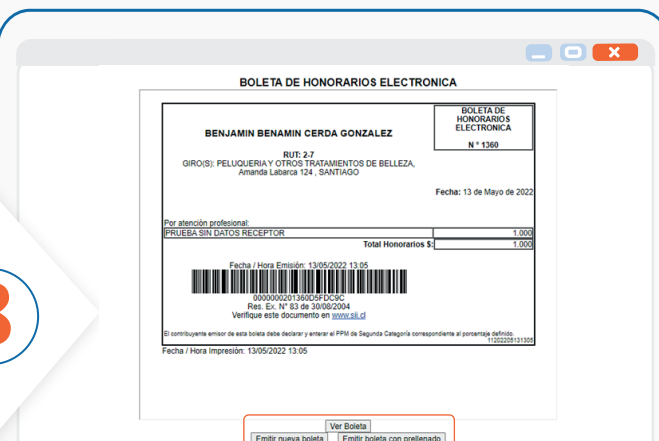 BOLETA DE HONORARIOS ELECTRONICA
BENJAMIN BENAMIN CERDA GONZALEZ
BOLETA DE
HONORARIOS
ELECTRONICA
N ° 1360
RUT: 2-7
GIRO(S): PELUQUERIA Y OTROS TRATAMIENTOS DE BELLEZA,
Amanda Labarca 124 , SANTIAGO
Fecha: 13 de Mayo de 2022
Por atención profesional:
PRUEBA SIN DATOS RECEPTOR 1.000
Total Honorarios $: 1.000
Fecha / Hora Emisión: 13/05/2022 13:05
0000000201360D5FDC9C
Res. Ex. N° 83 de 30/08/2004
Verifique este documento en www.sii.cl
El contribuyente emisor de esta boleta debe declarar y enterar el PPM de Segunda Categoría correspondiente al porcentaje definido.
11202205131305
Fecha / Hora Impresión: 13/05/2022 13:05
3
Ver Boleta
Emitir nueva boleta Emitir boleta con prellenado